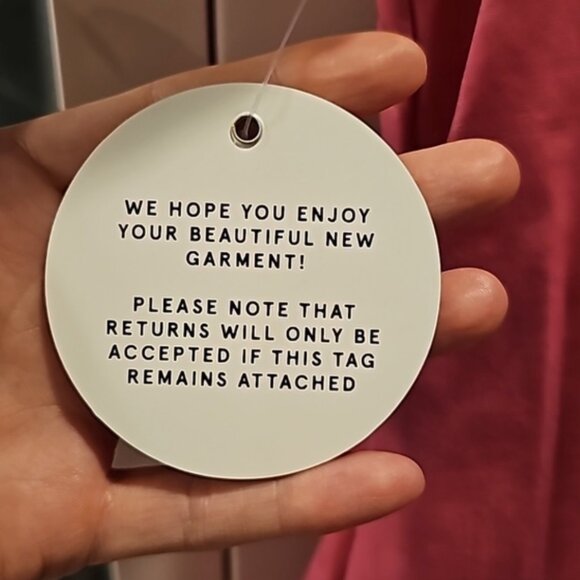 WE HOPE YOU ENJOY
YOUR BEAUTIFUL NEW
GARMENT!
PLEASE NOTE THAT
RETURNS WILL ONLY BE
ACCEPTED IF THIS TAG
REMAINS ATTACHED